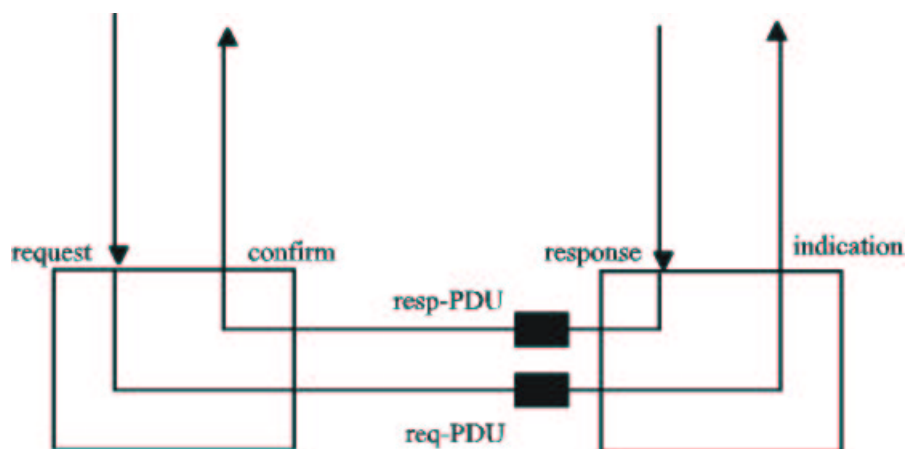 request
confirm
response
indication
resp-PDU
req-PDU